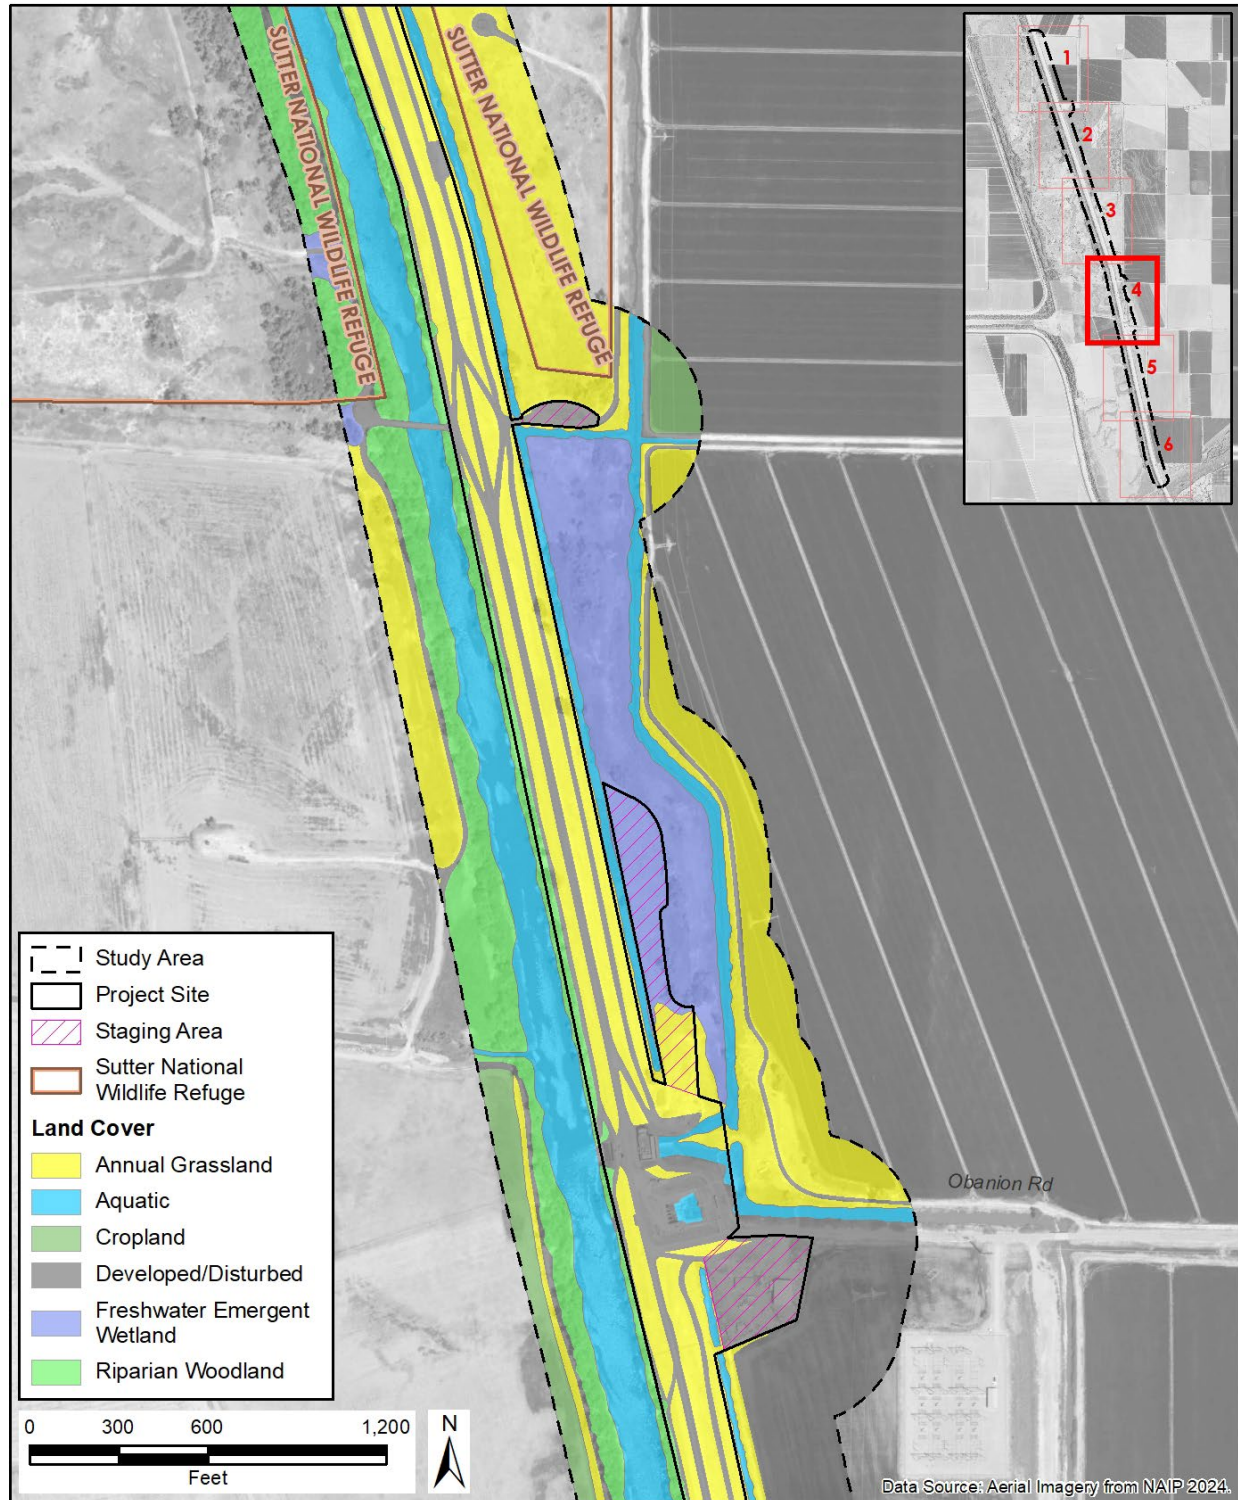 SUTTER NATIONAL WILDLIFE REFUGE
SUTTER NATIONAL WILDLIFE REFUGE
1
2
3
4
5
6
Study Area
Project Site
Staging Area
Sutter National
Wildlife Refuge
Land Cover
Annual Grassland
Aquatic
Cropland
Developed/Disturbed
Freshwater Emergent
Wetland
Riparian Woodland
Obanion Rd
0 300 600 1,200
Feet
N
Data Source: Aerial Imagery from NAIP 2024.